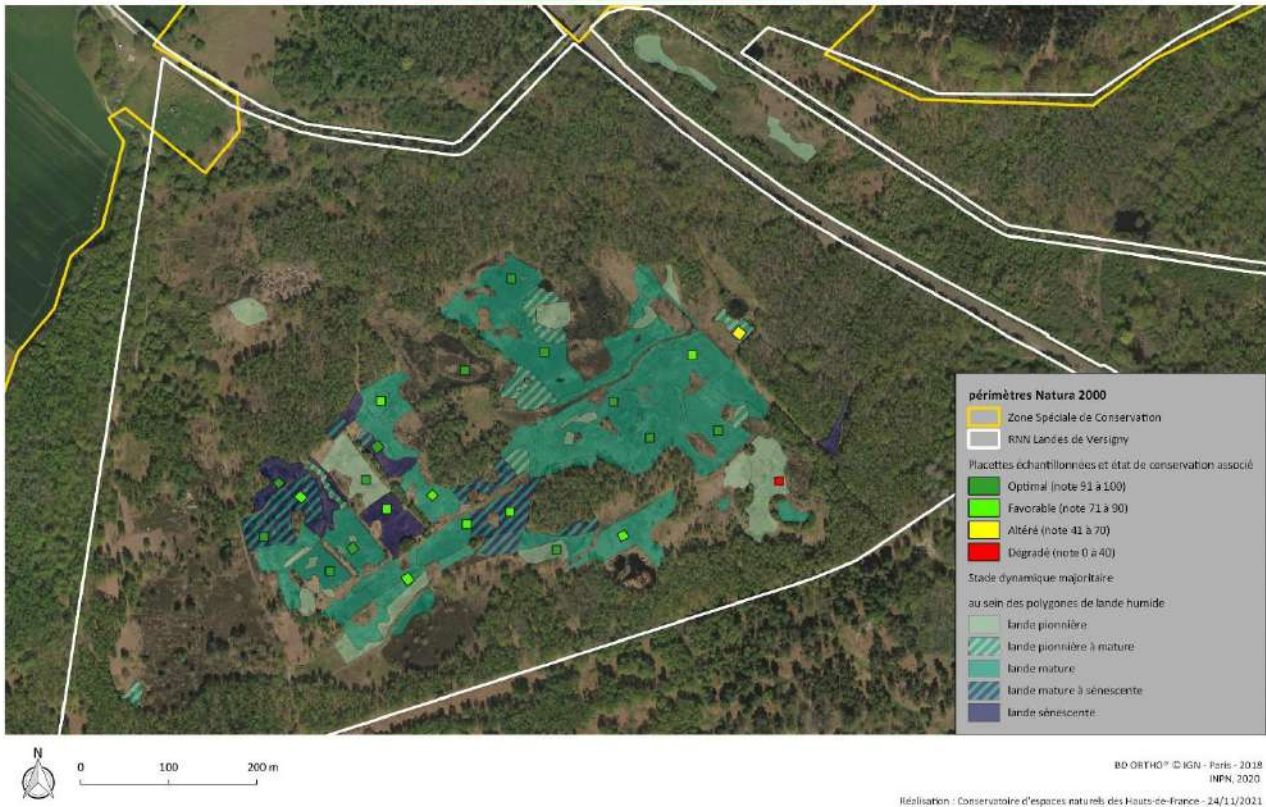 périmètres Natura 2000
Zone Spéciale de Conservation
RNN Landes de Versigny
Placettes échantillonnées et état de conservation associé
Optimal (note 91 à 100)
Favorable (note 71 à 90)
Altéré (note 41 à 70)
Dégradé (note 0 à 40)
Stade dynamique majoritaire
au sein des polygones de lande humide
lande pionnière
lande pionnière à mature
lande mature
lande mature à sénescente
lande sénescente
N
0 100 200 m
BD ORTHO® © IGN - Paris - 2018
INPN, 2020
Réalisation : Conservatoire d'espaces naturels des Hauts-de-France - 24/11/2021